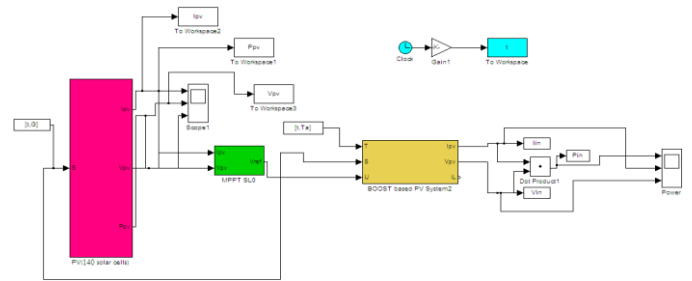 Ipv
To Workspace2
Ppv
To Workspace1
Vpv
To Workspace3
Scope1
Clock
Gain1
t
To Workspace
[t,G]
S
Ipv
Vpv
Ppv
PV(140 solar cells)
Ipv
Vpv
Vref
MPPT SL0
[t,Ta]
T
S
U
Ipv
Vpv
IL
BOOST based PV System2
Iin
Pin
Dot Product1
Vin
Power